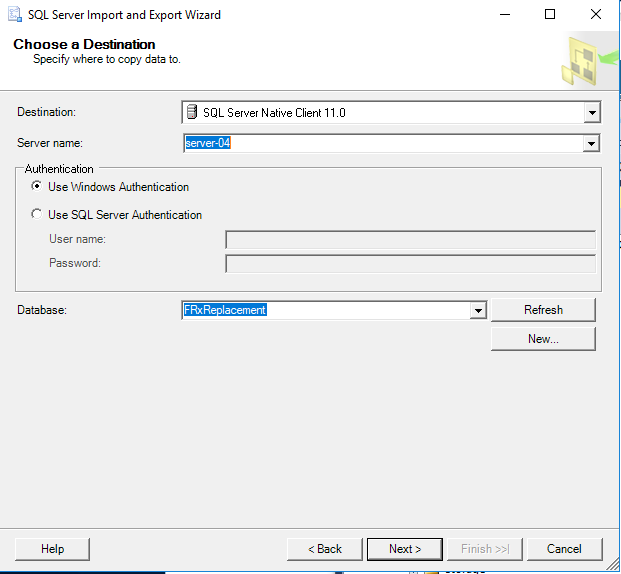 SQL Server Import and Export Wizard
Choose a Destination
Specify where to copy data to.
Destination: SQL Server Native Client 11.0
Server name: server-04
Authentication
Use Windows Authentication
Use SQL Server Authentication
User name:
Password:
Database: FRxReplacement Refresh
New...
Help < Back Next > Finish >>| Cancel